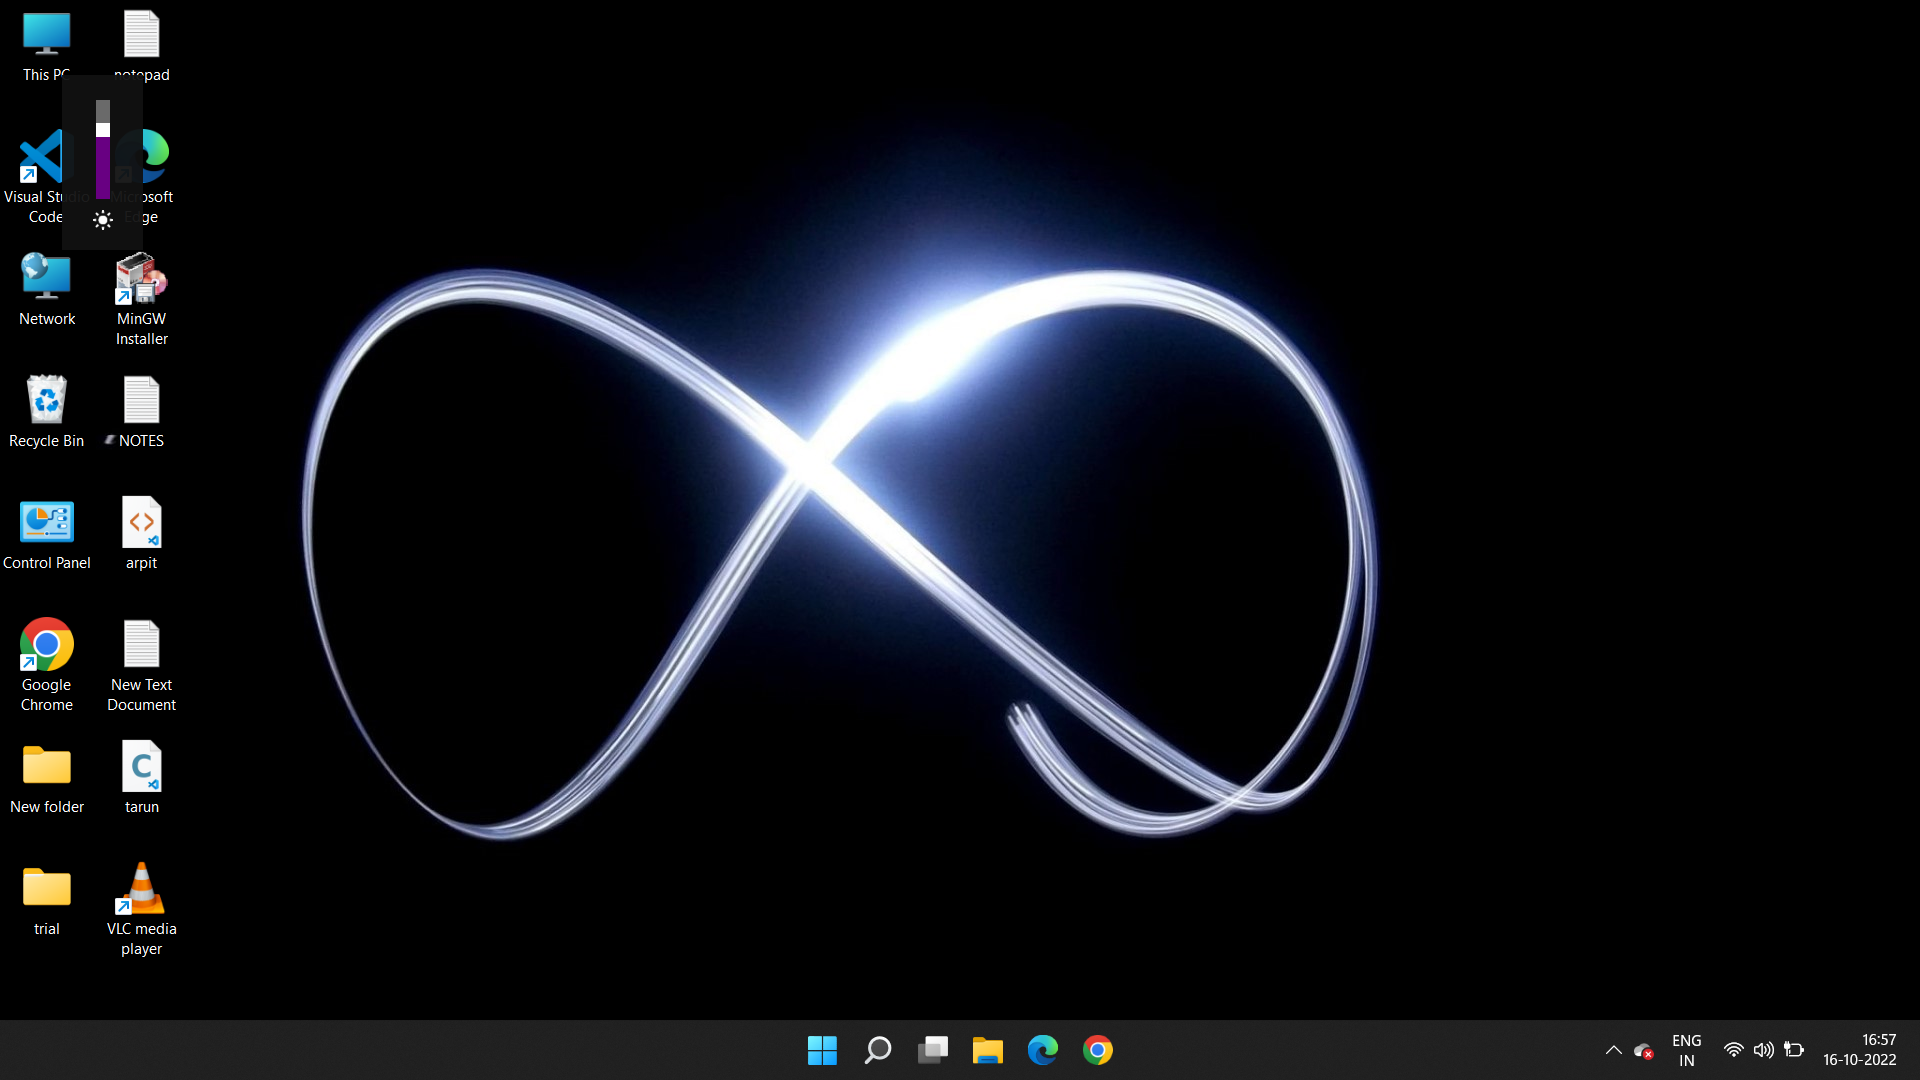 This PC
notepad
Visual Studio
Code
Microsoft
Edge
Network
MinGW
Installer
Recycle Bin
NOTES
Control Panel
arpit
Google
Chrome
New Text
Document
New folder
C
tarun
trial
VLC media
player
ENG
IN
16:57
16-10-2022